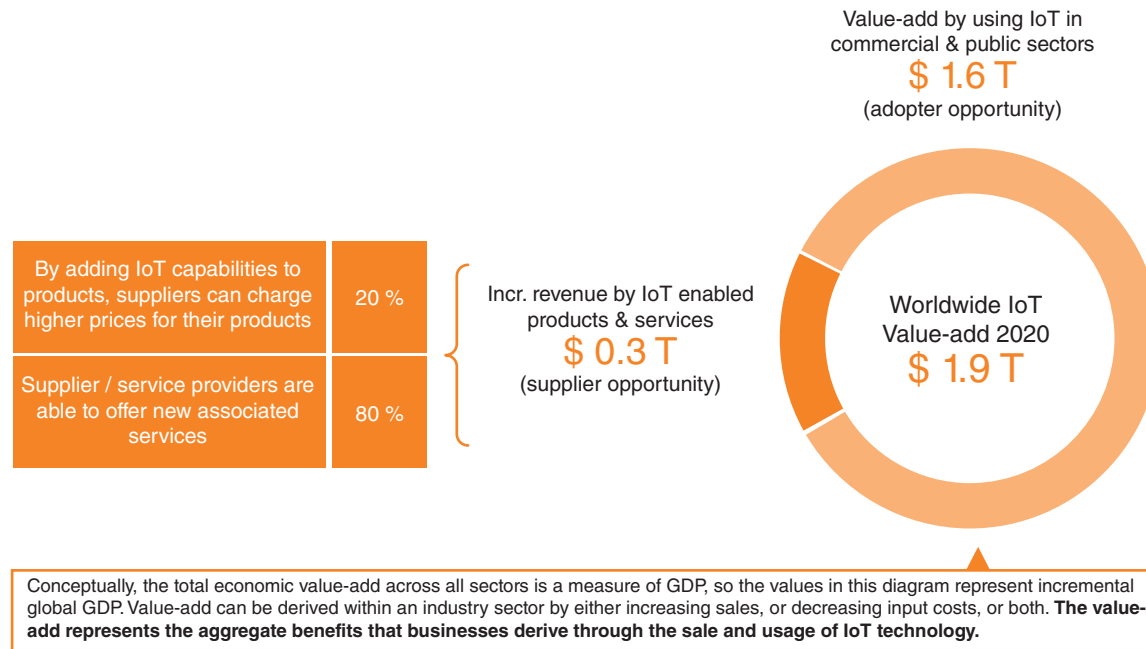 Value-add by using IoT in
commercial & public sectors
$ 1.6 T
(adopter opportunity)
By adding IoT capabilities to
products, suppliers can charge
higher prices for their products
20 %
Supplier / service providers are
able to offer new associated
services
80 %
Incr. revenue by IoT enabled
products & services
$ 0.3 T
(supplier opportunity)
Worldwide IoT
Value-add 2020
$ 1.9 T
Conceptually, the total economic value-add across all sectors is a measure of GDP, so the values in this diagram represent incremental
global GDP. Value-add can be derived within an industry sector by either increasing sales, or decreasing input costs, or both. The value-
add represents the aggregate benefits that businesses derive through the sale and usage of IoT technology.